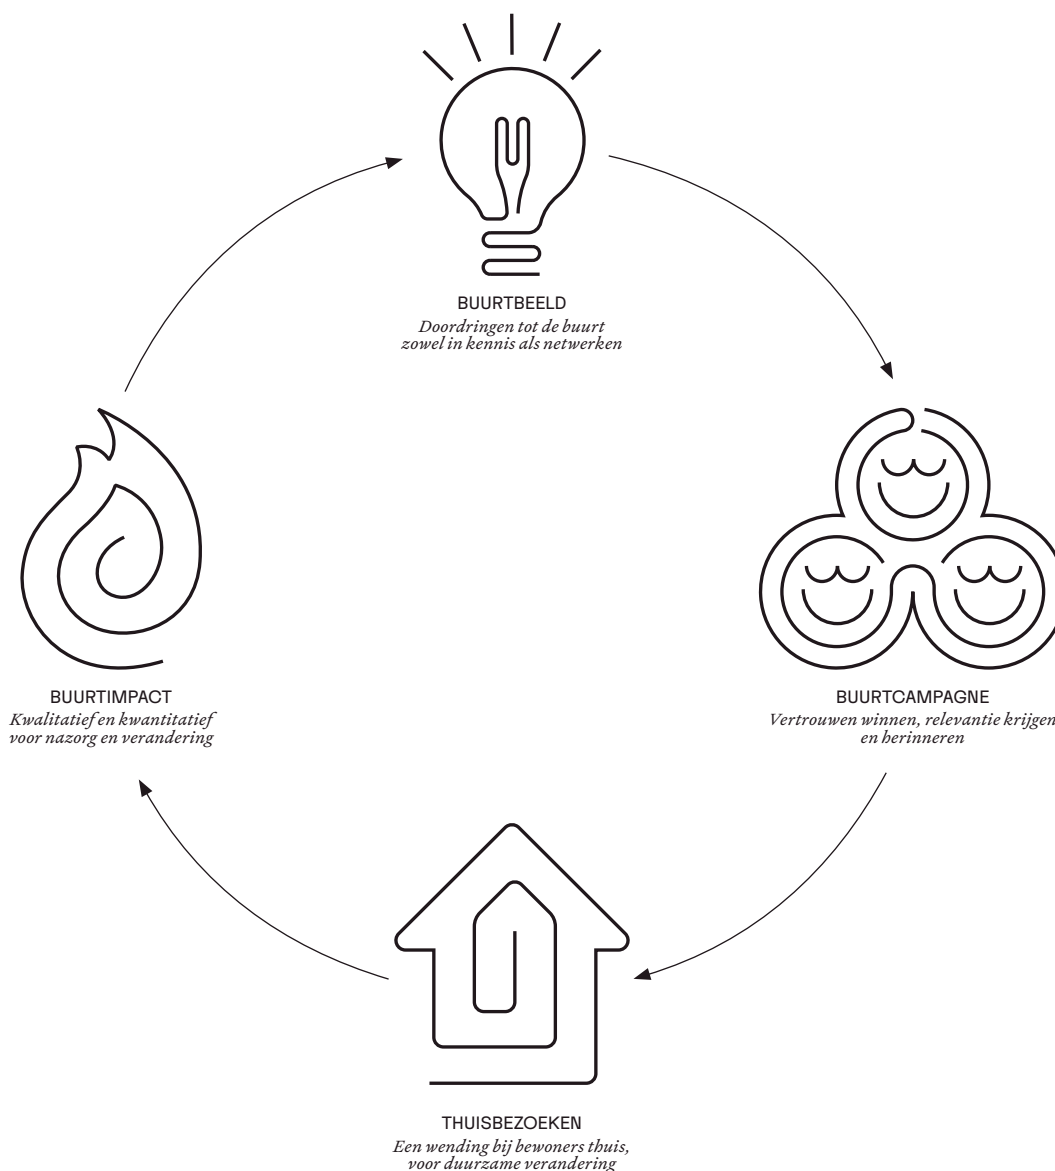 BUURTBEELD
Doordringen tot de buurt
zowel in kennis als netwerken
BUURTCAMPAGNE
Vertrouwen winnen, relevantie krijgen
en herinneren
THUISBEZOEKEN
Een wending bij bewoners thuis,
voor duurzame verandering
BUURTIMPACT
Kwalitatief en kwantitatief
voor nazorg en verandering